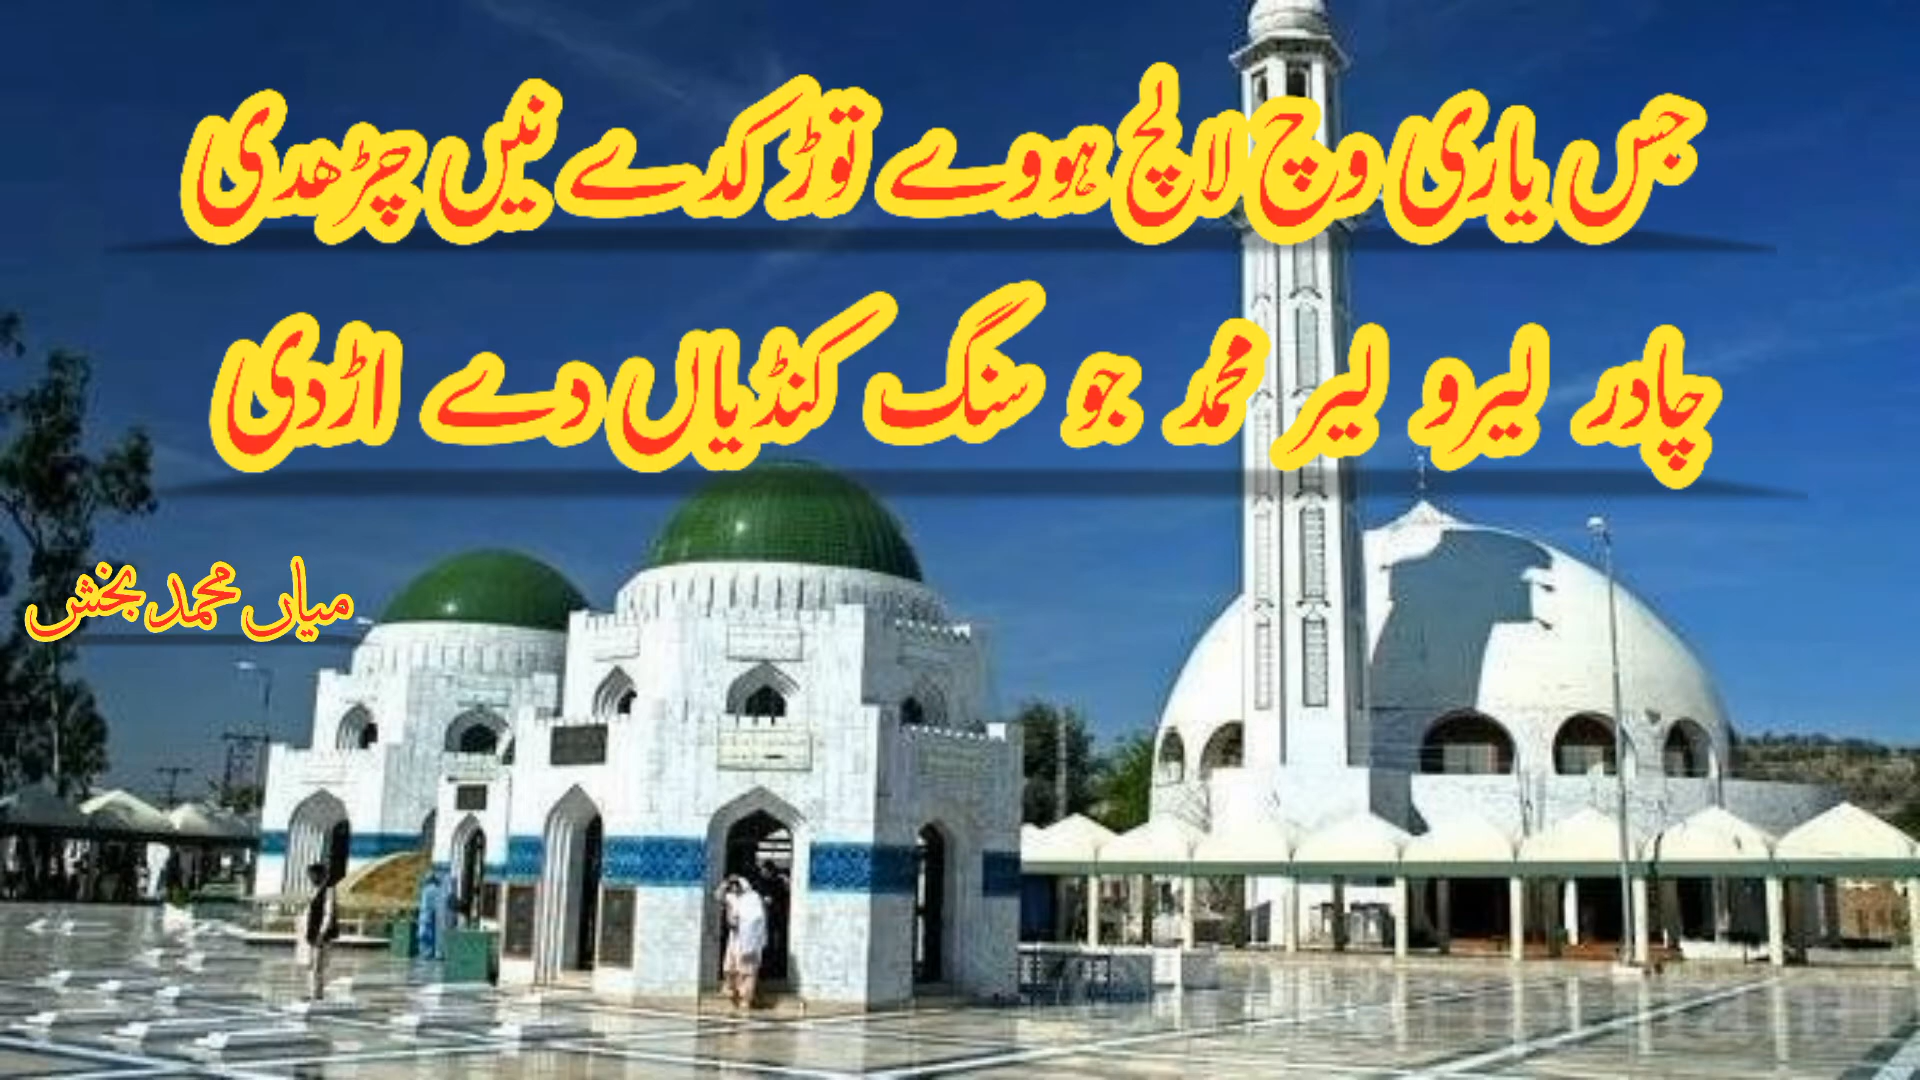 جس یاری وچ لالچ ہووے توڑ کدے نئیں چڑھدی
چادر لیرو لیر محمد جو سنگ کنڈیاں دے اڑدی
میاں محمد بخش